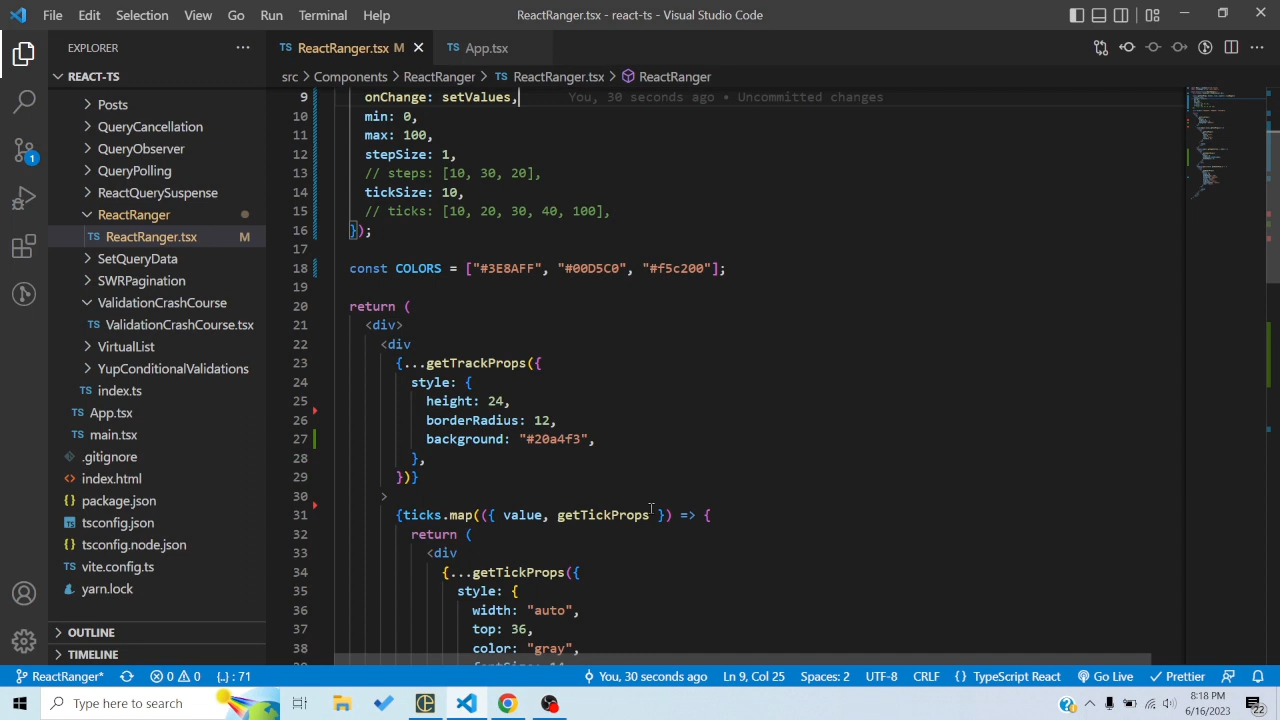 File Edit Selection View Go Run Terminal Help ReactRanger.tsx - react-ts - Visual Studio Code
EXPLORER
ReactRanger.tsx M
App.tsx
REACT-TS
src > Components > ReactRanger > ReactRanger.tsx > ReactRanger
Posts
QueryCancellation
QueryObserver
QueryPolling
ReactQuerySuspense
ReactRanger
ReactRanger.tsx M
SetQueryData
SWRPagination
ValidationCrashCourse
ValidationCrashCourse.tsx
VirtualList
YupConditionalValidations
index.ts
App.tsx
main.tsx
.gitignore
index.html
package.json
tsconfig.json
tsconfig.node.json
vite.config.ts
yarn.lock
OUTLINE
TIMELINE
9 onChange: setValues, You, 30 seconds ago • Uncommitted changes
10 min: 0,
11 max: 100,
12 stepSize: 1,
13 // steps: [10, 30, 20],
14 tickSize: 10,
15 // ticks: [10, 20, 30, 40, 100],
16 });
17
18 const COLORS = ["#3E8AFF", "#00D5C0", "#f5c200"];
19
20 return (
21 <div>
22 <div
23 {...getTrackProps({
24 style: {
25 height: 24,
26 borderRadius: 12,
27 background: "#20a4f3",
28 },
29 })}
30 >
31 {ticks.map(({ value, getTickProps }) => {
32 return (
33 <div
34 {...getTickProps({
35 style: {
36 width: "auto",
37 top: 36,
38 color: "gray",
ReactRanger* 0 0 {..} : 71 You, 30 seconds ago Ln 9, Col 25 Spaces: 2 UTF-8 CRLF TypeScript React Go Live Prettier
Type here to search
8:18 PM
6/16/2023
22
1